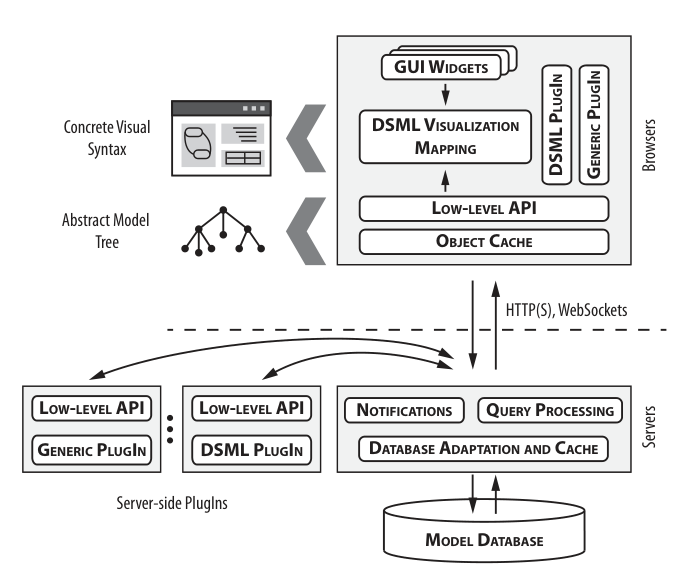 GUI Widgets
DSML Visualization
Mapping
DSML PlugIn
Generic PlugIn
Browsers
Low-level API
Object Cache
Concrete Visual
Syntax
Abstract Model
Tree
HTTP(S), WebSockets
Low-level API
Generic PlugIn
Low-level API
DSML PlugIn
Server-side PlugIns
Notifications
Query Processing
Database Adaptation and Cache
Servers
Model Database